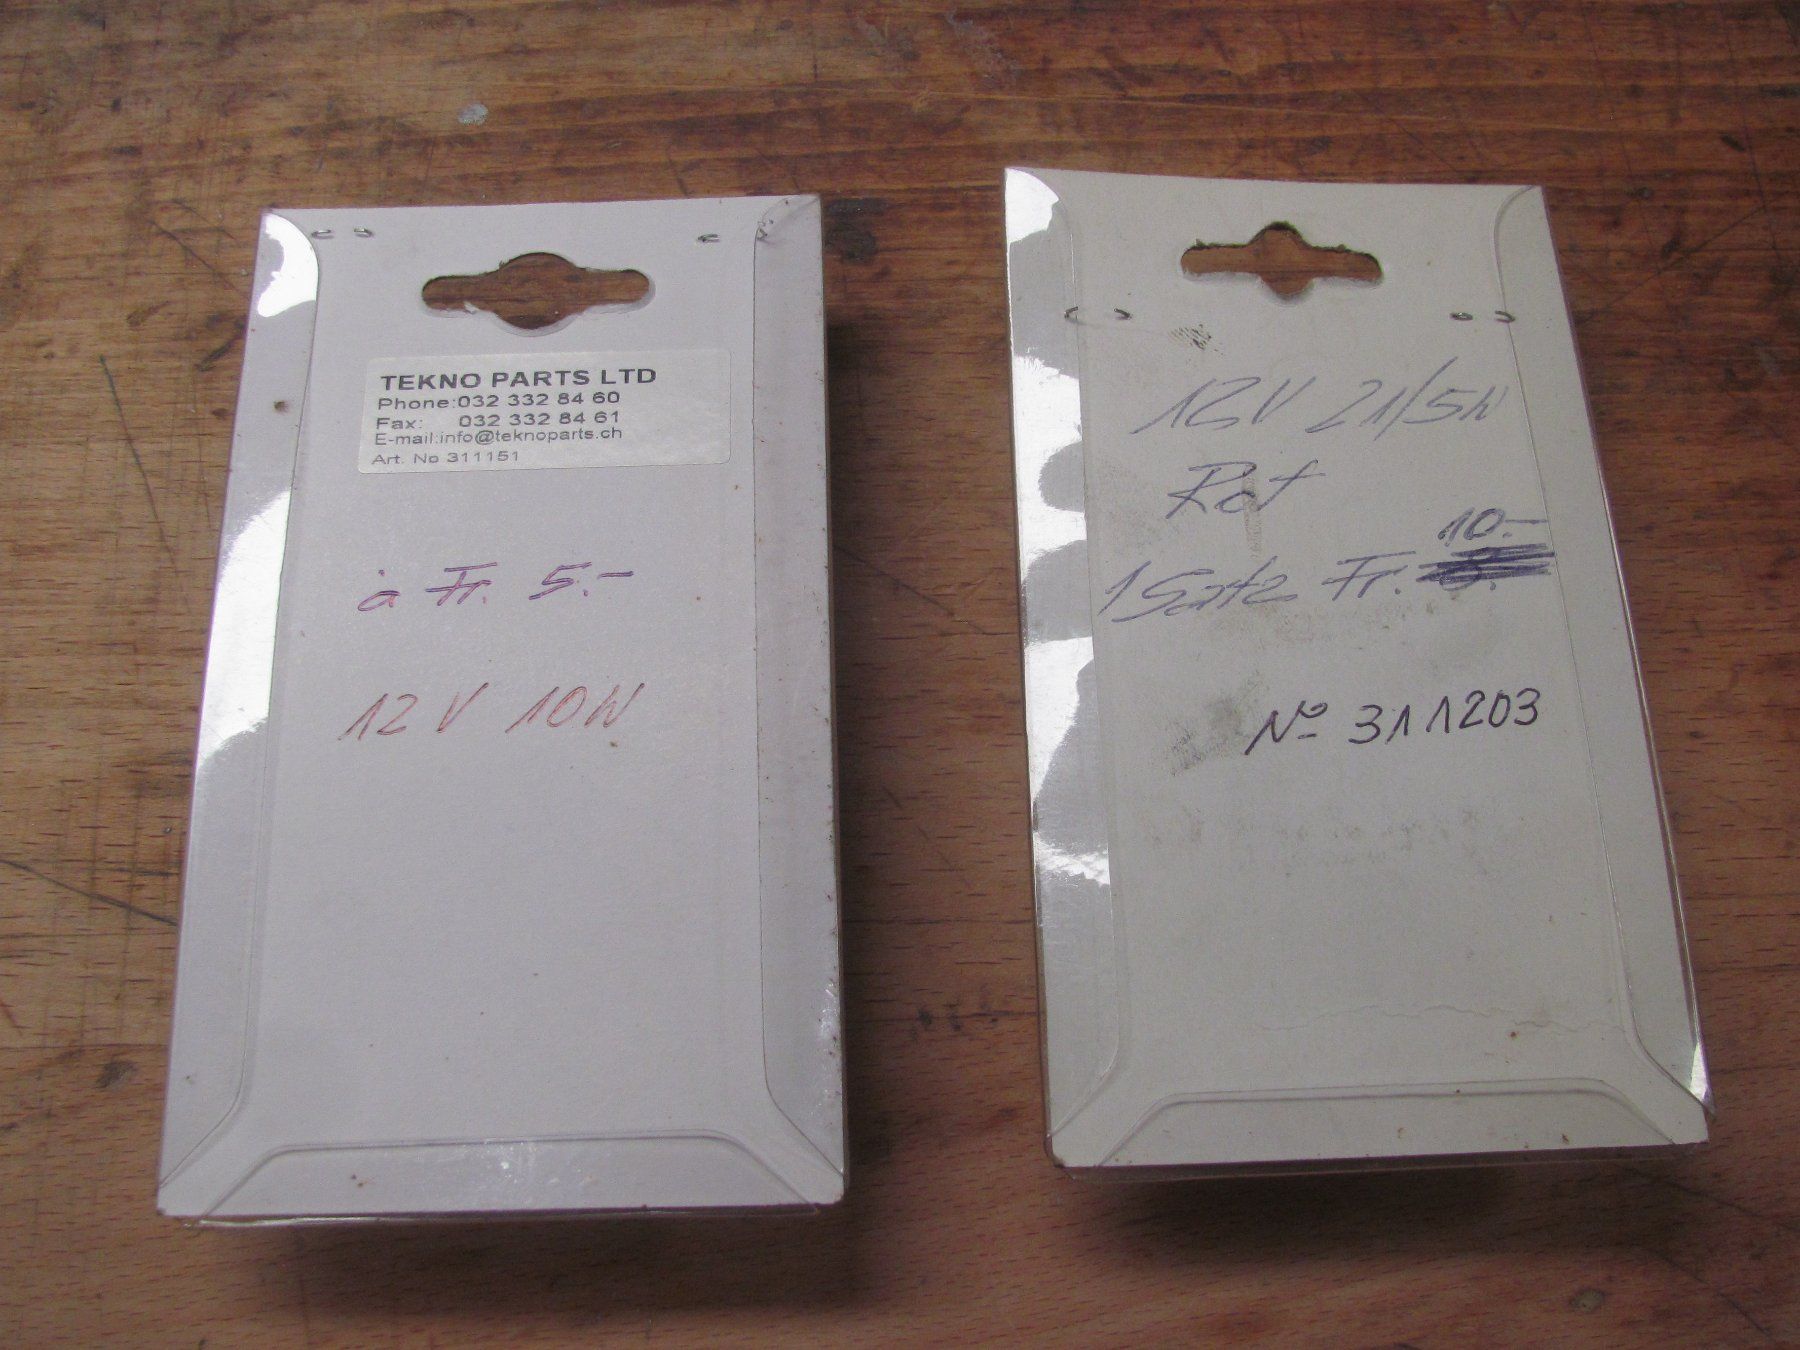 TEKNO PARTS LTD
Phone:032 332 84 60
Fax: 032 332 84 61
E-mail:info@teknoparts.ch
Art. No 311151
à Fr. 5.-
12V 10W
12V 21/5W
Rot
10.-
1 Satz Fr.
No 311203